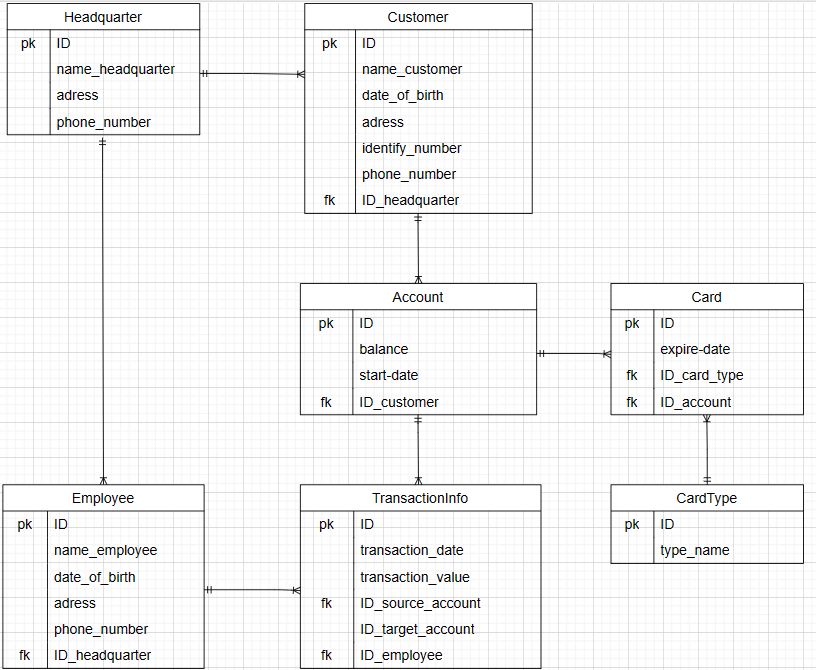 Headquarter
pk ID
name_headquarter
adress
phone_number
Customer
pk ID
name_customer
date_of_birth
adress
identify_number
phone_number
fk ID_headquarter
Account
pk ID
balance
start-date
fk ID_customer
Card
pk ID
expire-date
fk ID_card_type
fk ID_account
Employee
pk ID
name_employee
date_of_birth
adress
phone_number
fk ID_headquarter
TransactionInfo
pk ID
transaction_date
transaction_value
fk ID_source_account
ID_target_account
fk ID_employee
CardType
pk ID
type_name